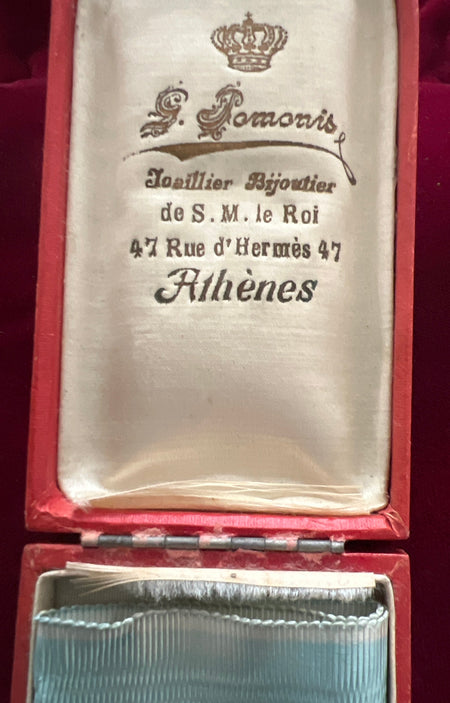 G. Pomonis
Joaillier Bijoutier
de S. M. le Roi
47 Rue d'Hermès 47
Athènes